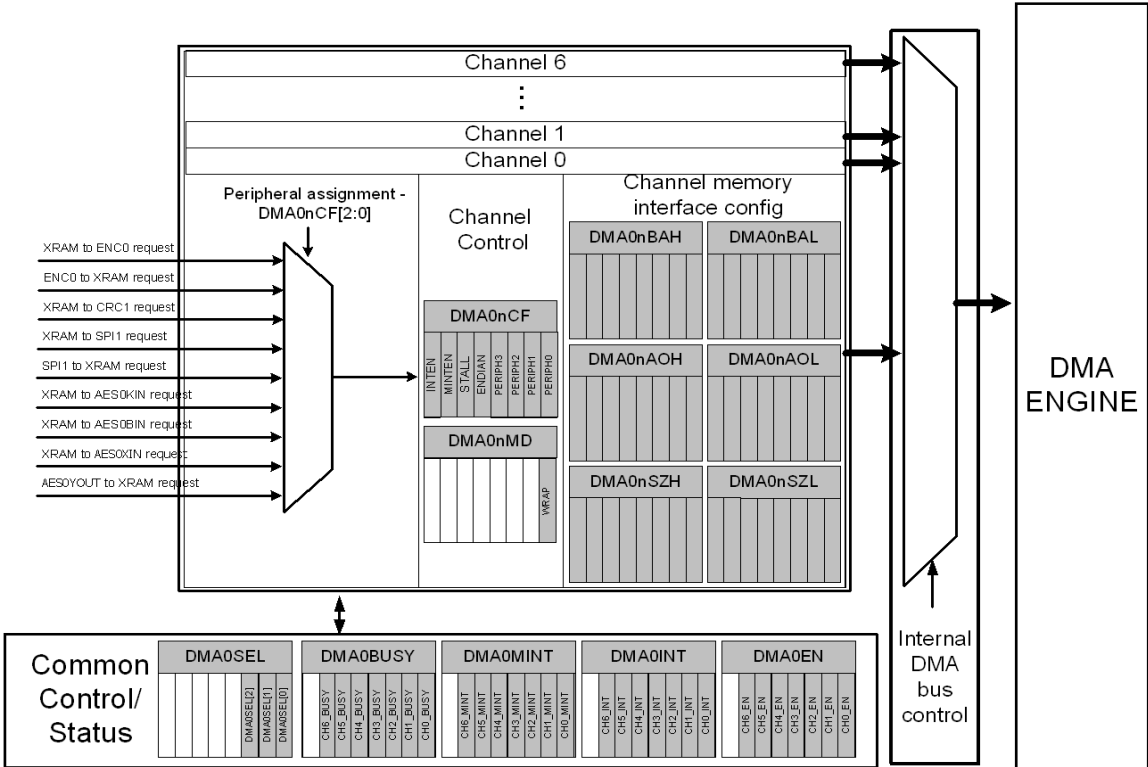 Channel 6
Channel 1
Channel 0
Peripheral assignment -
DMA0nCF[2:0]
XRAM to ENC0 request
ENC0 to XRAM request
XRAM to CRC1 request
XRAM to SPI1 request
SPI1 to XRAM request
XRAM to AES0KIN request
XRAM to AES0BIN request
XRAM to AES0XIN request
AES0YOUT to XRAM request
Channel
Control
DMA0nCF
INTEN
MINTEN
STALL
ENDIAN
PERIPH3
PERIPH2
PERIPH1
PERIPH0
DMA0nMD
WRAP
Channel memory
interface config
DMA0nBAH
DMA0nBAL
DMA0nAOH
DMA0nAOL
DMA0nSZH
DMA0nSZL
Internal
DMA
bus
control
DMA
ENGINE
Common
Control/
Status
DMA0SEL
DMA0SEL[2]
DMA0SEL[1]
DMA0SEL[0]
DMA0BUSY
CH6_BUSY
CH5_BUSY
CH4_BUSY
CH3_BUSY
CH2_BUSY
CH1_BUSY
CH0_BUSY
DMA0MINT
CH6_MINT
CH5_MINT
CH4_MINT
CH3_MINT
CH2_MINT
CH1_MINT
CH0_MINT
DMA0INT
CH6_INT
CH5_INT
CH4_INT
CH3_INT
CH2_INT
CH1_INT
CH0_INT
DMA0EN
CH6_EN
CH5_EN
CH4_EN
CH3_EN
CH2_EN
CH1_EN
CH0_EN